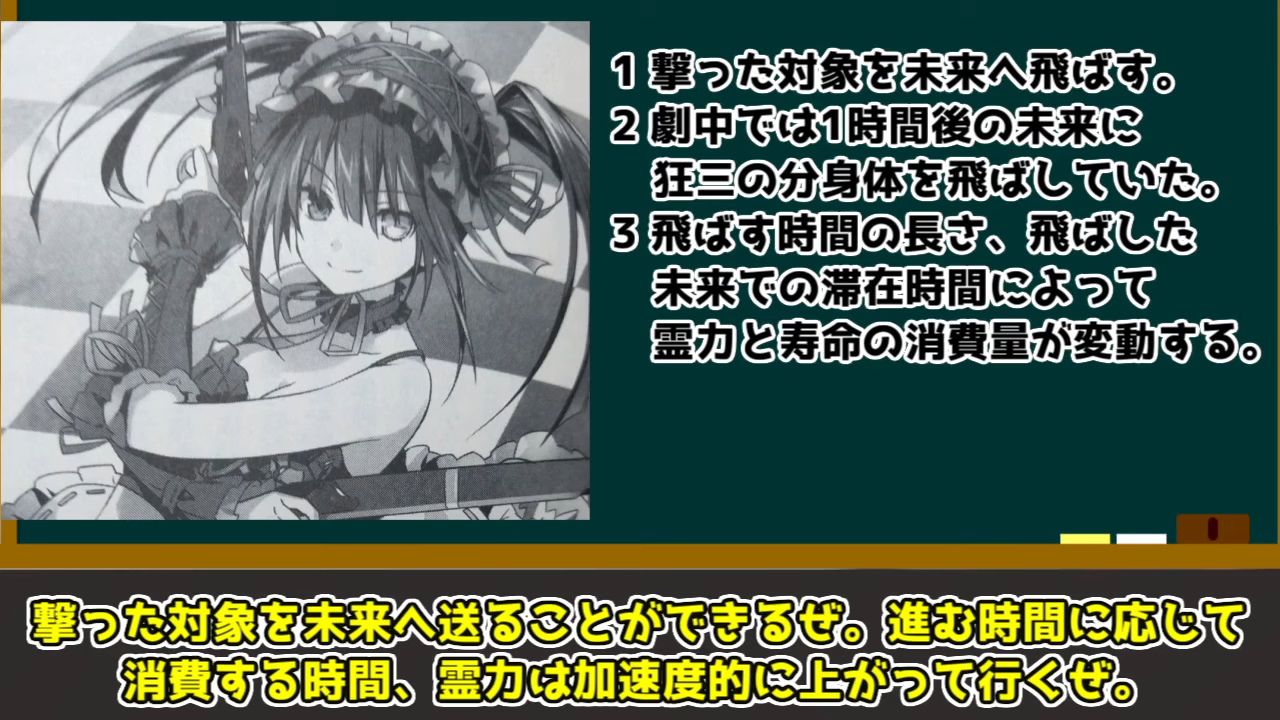 1 撃った対象を未来へ飛ばす。
2 劇中では1時間後の未来に
狂三の分身体を飛ばしていた。
3 飛ばす時間の長さ、飛ばした
未来での滞在時間によって
霊力と寿命の消費量が変動する。
撃った対象を未来へ送ることができるぜ。進む時間に応じて
消費する時間、霊力は加速度的に上がって行くぜ。